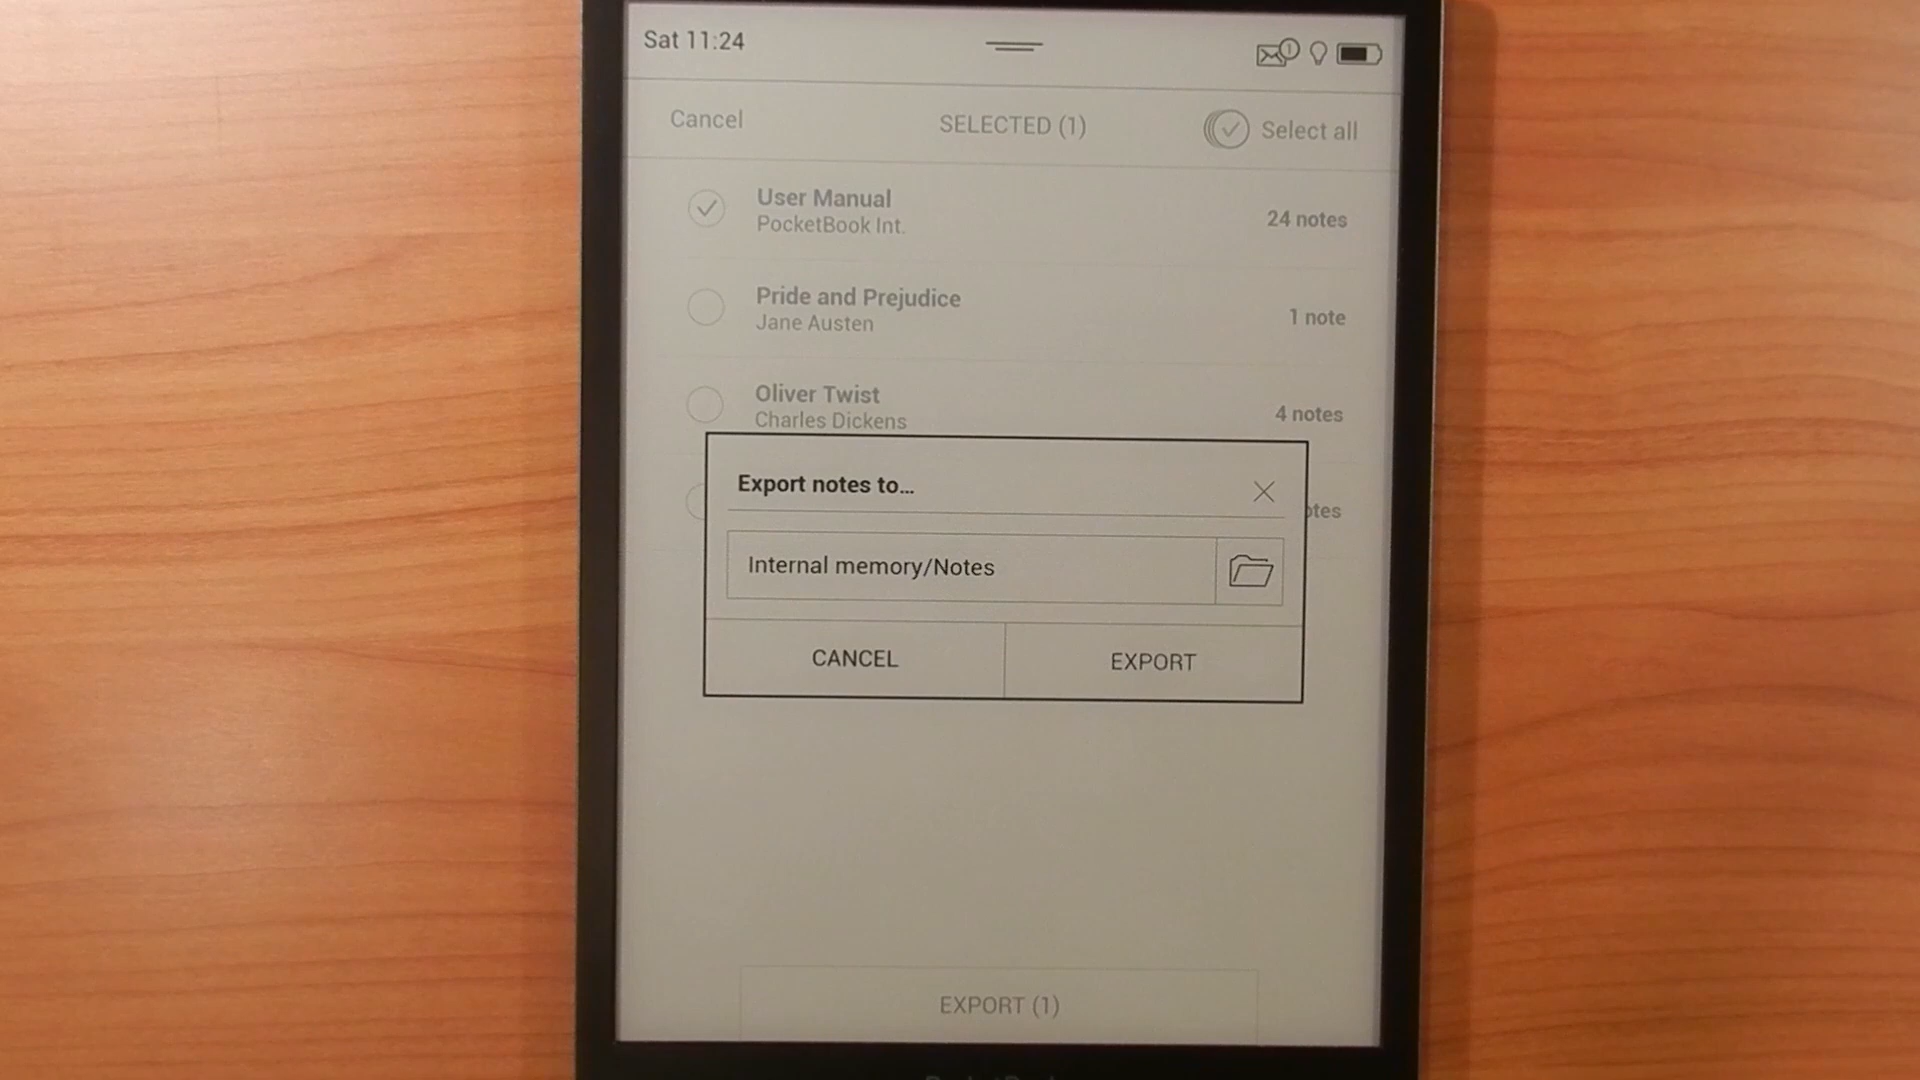 Sat 11:24
Cancel
SELECTED (1)
Select all
User Manual
PocketBook Int.
24 notes
Pride and Prejudice
Jane Austen
1 note
Oliver Twist
Charles Dickens
4 notes
Export notes to...
Internal memory/Notes
CANCEL
EXPORT
EXPORT (1)